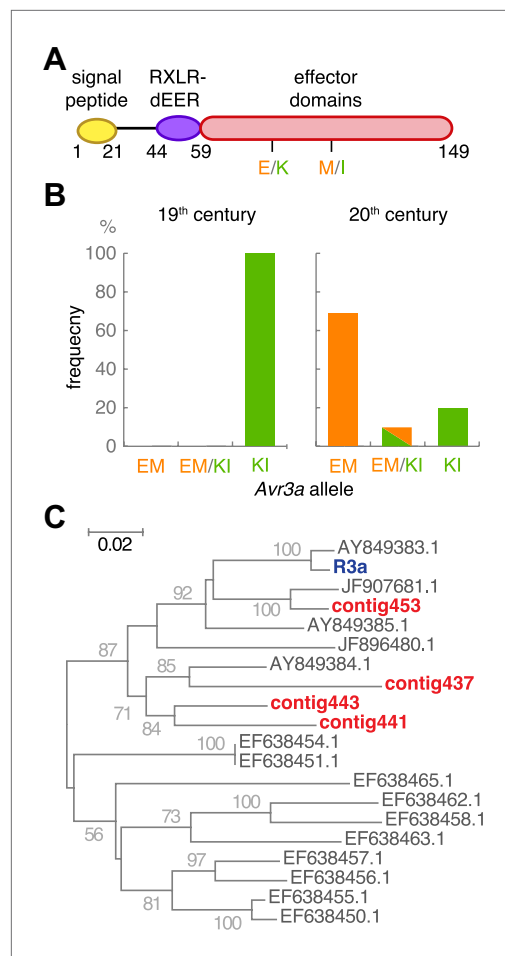 A
signal peptide
RXLR-dEER
effector domains
1 21 44 59 149
E/K M/I
B
19th century 20th century
%
frequecny
100
80
60
40
20
0
EM EM/KI KI EM EM/KI KI
Avr3a allele
C
0.02
100 AY849383.1
R3a
92 JF907681.1
100 contig453
AY849385.1
87 JF896480.1
85 AY849384.1
contig437
71 contig443
84 contig441
100 EF638454.1
EF638451.1
EF638465.1
56 100 EF638462.1
73 EF638458.1
EF638463.1
97 EF638457.1
EF638456.1
81 EF638455.1
100 EF638450.1